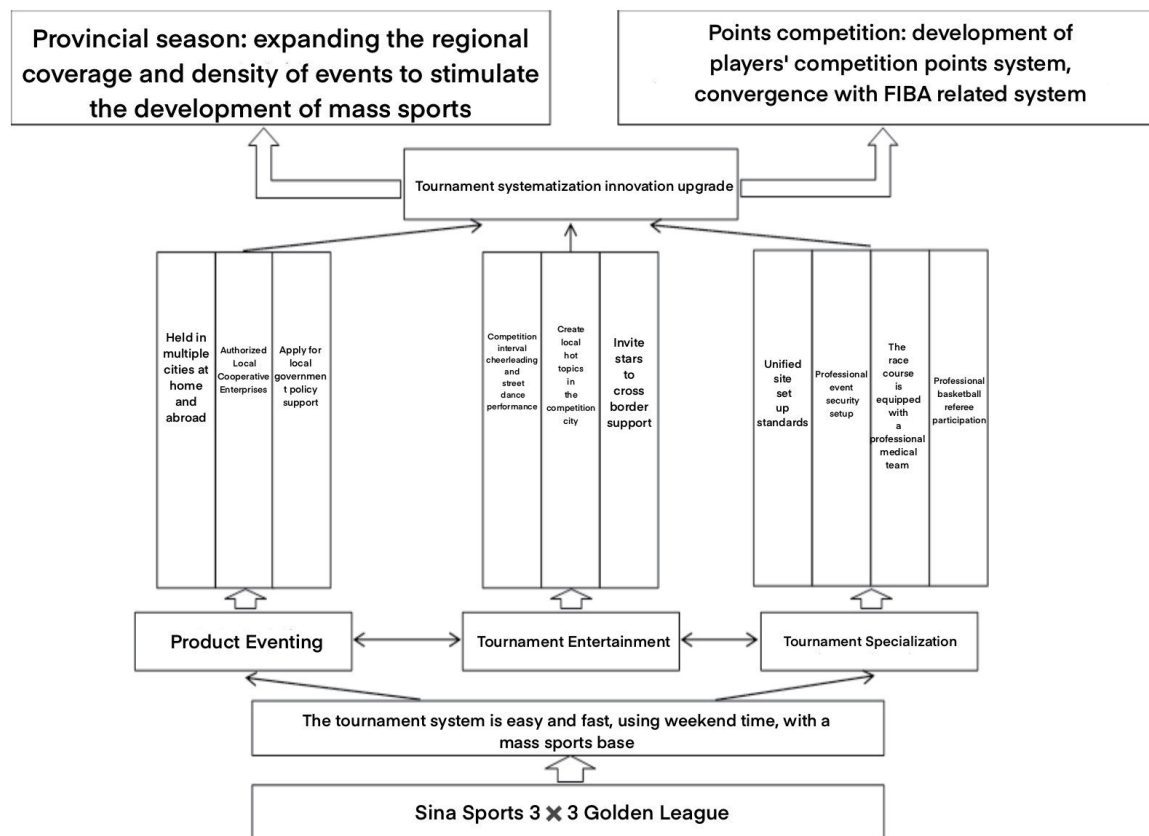 Provincial season: expanding the regional
coverage and density of events to stimulate
the development of mass sports
Points competition: development of
players' competition points system,
convergence with FIBA related system
Tournament systematization innovation upgrade
Held in
multiple
cities at
home
and
abroad
Authorized
Local
Cooperative
Enterprises
Apply for
local
governmen
t policy
support
Competition
interval
cheerleading
and
street
dance
performance
Create
local
hot
topics
in
the
competition
city
Invite
stars
to
cross
border
support
Unified
site
set
up
standards
Professional
event
security
setup
The
race
course
is
equipped
with
a
professional
medical
team
Professional
basketball
referee
participation
Product Eventing
Tournament Entertainment
Tournament Specialization
The tournament system is easy and fast, using weekend time, with a
mass sports base
Sina Sports 3 ✖ 3 Golden League